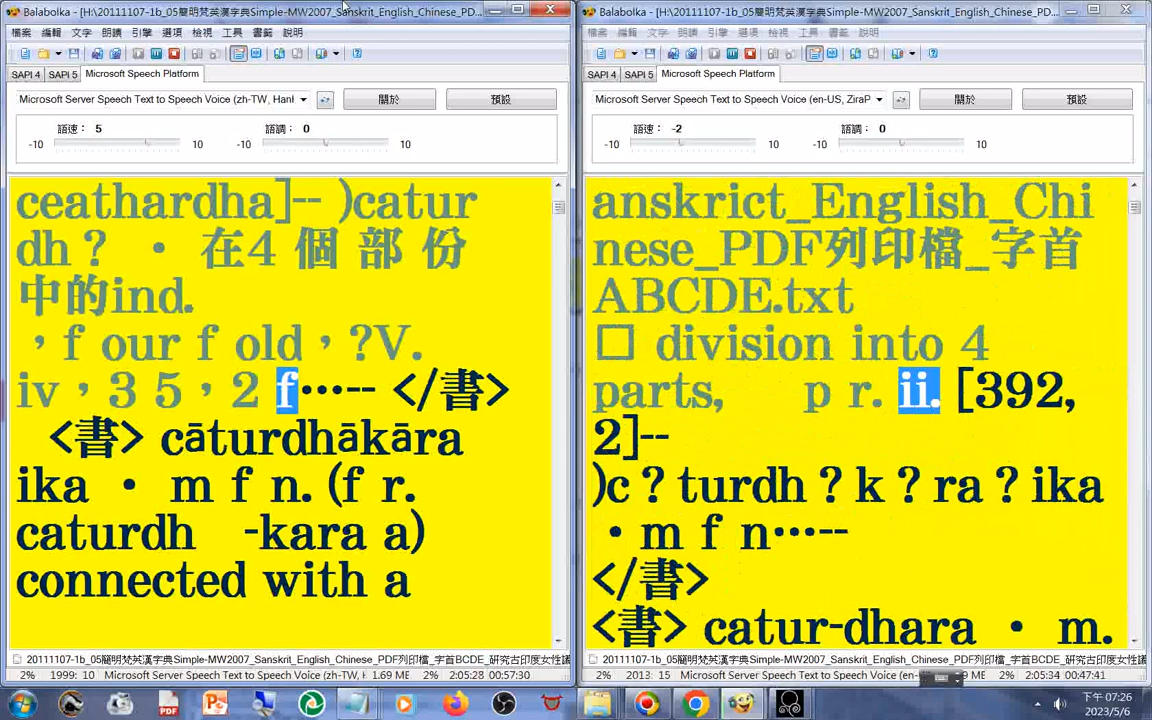 Balabolka - [H:\20111107-1b_05簡明梵英漢字典Simple-MW2007_Sanskrit_English_Chinese_PD...
檔案 編輯 文字 朗讀 引擎 選項 檢視 工具 書籤 說明
SAPI 4 SAPI 5 Microsoft Speech Platform
Microsoft Server Speech Text to Speech Voice (zh-TW, Hanl
關於
預設
語速： 5
語調： 0
-10 10 -10 10
ceathardha]-- )catur
dh？ · 在4 個 部 份
中的ind.
，f our f old，?V.
iv，3 5，2 f⋯-- </書>
<書> cāturdhākāra
ika · m f n. (f r.
caturdh -kara a)
connected with a
20111107-1b_05簡明梵英漢字典Simple-MW2007_Sanskrit_English_Chinese_PDF列印檔_字首BCDE_研究古印度女性議
2% 1999: 10 Microsoft Server Speech Text to Speech Voice (zh-TW, H 1.69 ME 2% 2:05:28 00:57:30
Balabolka - [H:\20111107-1b_05簡明梵英漢字典Simple-MW2007_Sanskrit_English_Chinese_PD...
檔案 編輯 文字 朗讀 引擎 選項 檢視 工具 書籤 說明
SAPI 4 SAPI 5 Microsoft Speech Platform
Microsoft Server Speech Text to Speech Voice (en-US, ZiraP
關於
預設
語速： -2
語調： 0
-10 10 -10 10
anskrict_English_Chi
nese_PDF列印檔_字首
ABCDE.txt
□ division into 4
parts, p r. ii. [392,
2]--
)c？turdh？k？ra？ika
·m f n⋯--
</書>
<書> catur-dhara · m.
20111107-1b_05簡明梵英漢字典Simple-MW2007_Sanskrit_English_Chinese_PDF列印檔_字首BCDE_研究古印度女性議
2% 2013: 15 Microsoft Server Speech Text to Speech Voice (en-U 2% 2:05:34 00:47:41
PDF
下午 07:26
2023/5/6